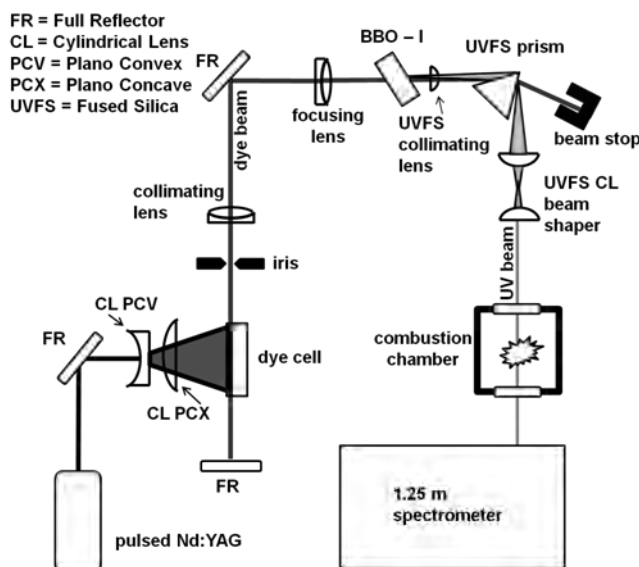 FR = Full Reflector
CL = Cylindrical Lens
PCV = Plano Convex
PCX = Plano Concave
UVFS = Fused Silica
FR
BBO – I
UVFS prism
dye beam
focusing
lens
UVFS
collimating
lens
beam stop
collimating
lens
UVFS CL
beam
shaper
iris
UV beam
CL PCV
FR
dye cell
combustion
chamber
CL PCX
FR
pulsed Nd:YAG
1.25 m
spectrometer